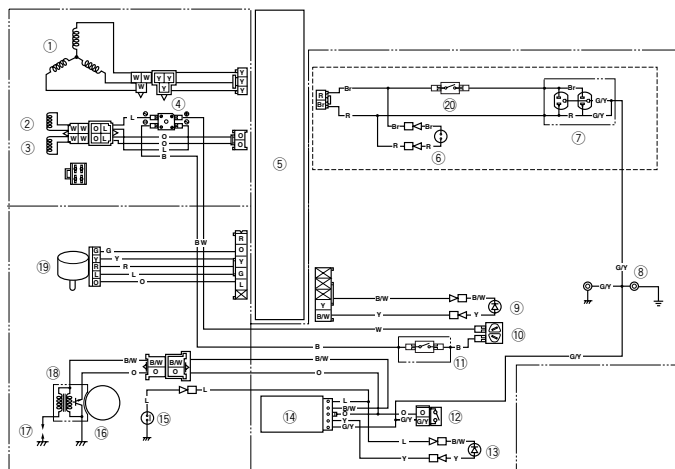 ①
W W Y Y
W Y
Y
Y
Y
④
R
Br
Br
Br
G/Y
⑳
R
R
G/Y
⑦
Br
Br
R
R
⑥
②
③
W W O L
W W O L
L
O
O
L
B
O
O
⑤
B/W
⑲
G
Y
R
L
O
G
Y
R
L
O
R
O
Y
G
L
G/Y
G/Y
⑧
Y
B/W
B/W
B/W
⑨
Y
Y
W
⑩
B
B
⑪
G/Y
B/W
O
B/W
O
B/W
O
B/W
O
⑱
L
L
⑮
⑰
⑯
⑭
L
B/W
O
Y
G/Y
O
G/Y
O
G/Y
⑫
L
B/W
Y
Y
⑬